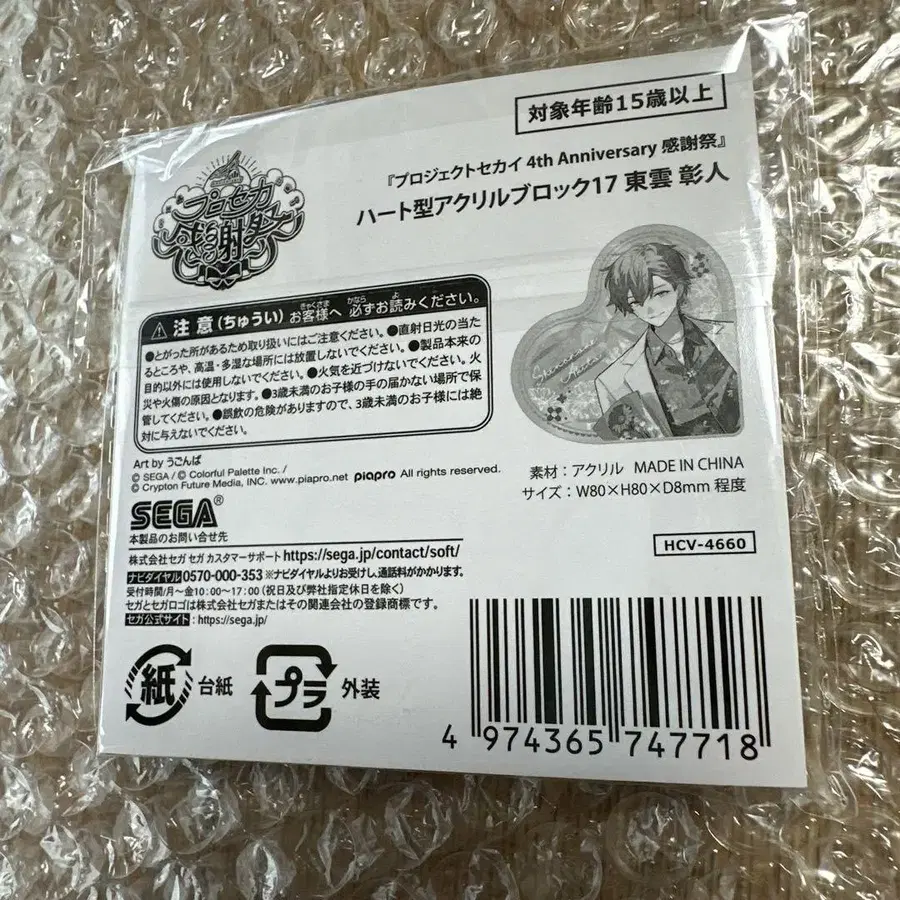 対象年齢15歳以上
プロセカ
感謝祭
『プロジェクトセカイ 4th Anniversary 感謝祭』
ハート型アクリルブロック17 東雲 彰人
注意(ちゅうい)お客様へ 必ずお読みください。
きゃくさま かなら よ
●とがった所があるため取り扱いにはご注意ください。●直射日光の当た
るところや、高温・多湿な場所には放置しないでください。●製品本来の
目的以外には使用しないでください。●火気を近づけないでください。火
災や火傷の原因となります。●3歳未満のお子様の手の届かない場所で保
管してください。●誤飲の危険がありますので、3歳未満のお子様には絶
対に与えないでください。
Shinonome
Akito
Art by うごんば
© SEGA / © Colorful Palette Inc. /
© Crypton Future Media, INC. www.piapro.net piapro All rights reserved.
素材:アクリル MADE IN CHINA
サイズ:W80×H80×D8mm 程度
SEGA®
本製品のお問い合せ先
株式会社セガ セガ カスタマーサポート https://sega.jp/contact/soft/
ナビダイヤル 0570-000-353 ※ナビダイヤルよりお受けし、通話料がかかります。
受付時間/月～金10:00～17:00(祝日及び弊社指定休日を除く)
セガとセガロゴは株式会社セガまたはその関連会社の登録商標です。
セガ公式サイト:https://sega.jp/
HCV-4660
紙 台紙
プラ 外装
4 974365 747718